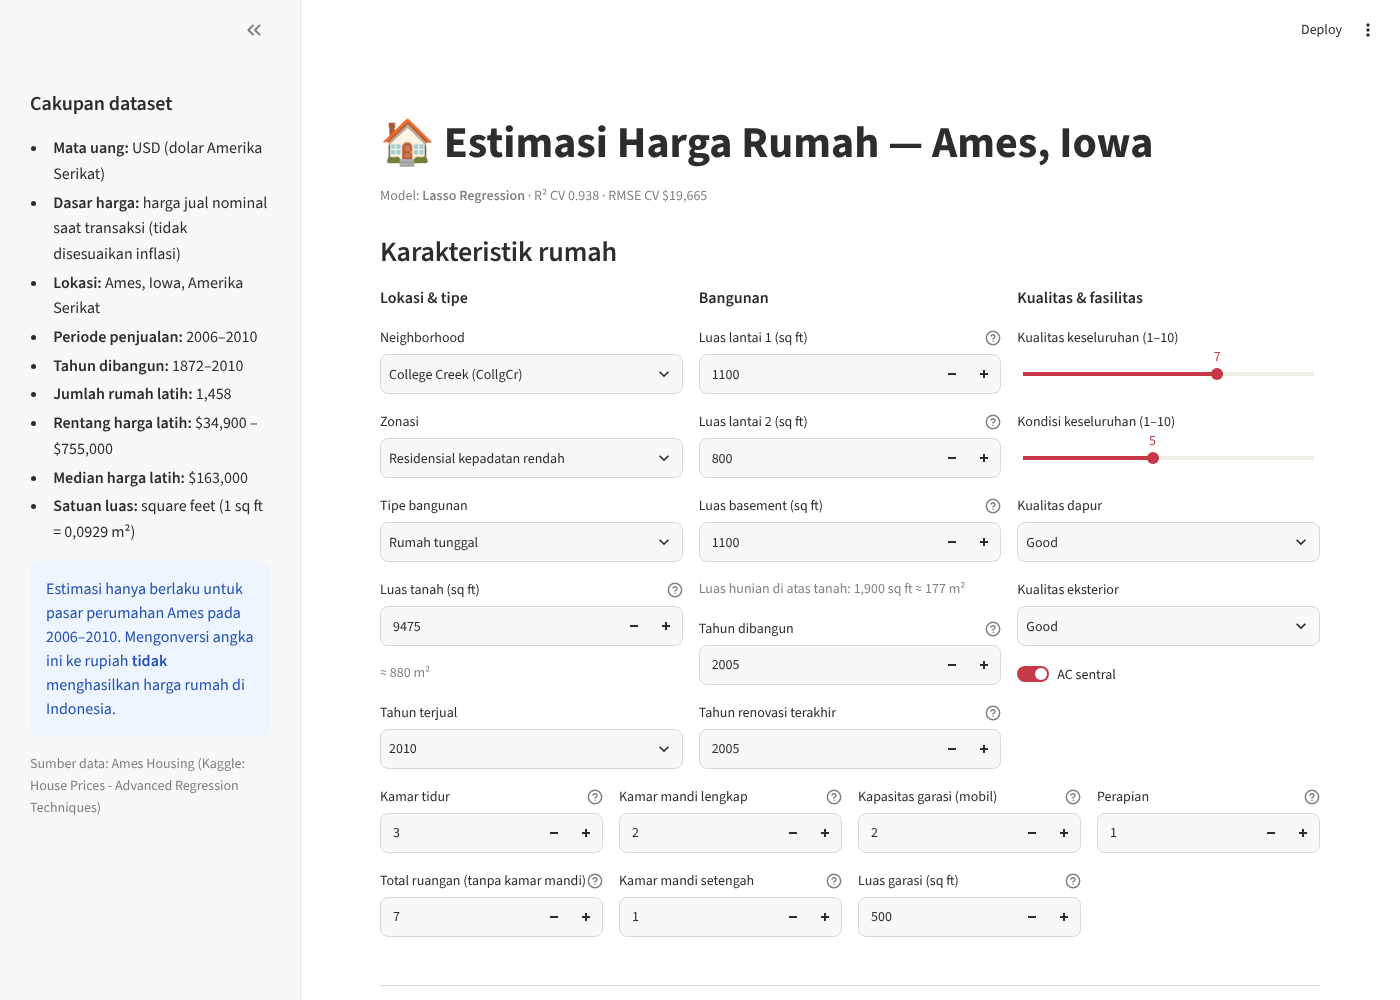 Deploy
Cakupan dataset
Mata uang: USD (dolar Amerika
Serikat)
Dasar harga: harga jual nominal
saat transaksi (tidak
disesuaikan inflasi)
Lokasi: Ames, Iowa, Amerika
Serikat
Periode penjualan: 2006–2010
Tahun dibangun: 1872–2010
Jumlah rumah latih: 1,458
Rentang harga latih: $34,900 –
$755,000
Median harga latih: $163,000
Satuan luas: square feet (1 sq ft
= 0,0929 m²)
Estimasi hanya berlaku untuk
pasar perumahan Ames pada
2006–2010. Mengonversi angka
ini ke rupiah tidak
menghasilkan harga rumah di
Indonesia.
Sumber data: Ames Housing (Kaggle:
House Prices - Advanced Regression
Techniques)
Estimasi Harga Rumah — Ames, Iowa
Model: Lasso Regression · R² CV 0.938 · RMSE CV $19,665
Karakteristik rumah
Lokasi & tipe
Neighborhood
College Creek (CollgCr)
Zonasi
Residensial kepadatan rendah
Tipe bangunan
Rumah tunggal
Luas tanah (sq ft)
9475
≈ 880 m²
Tahun terjual
2010
Bangunan
Luas lantai 1 (sq ft)
1100
Luas lantai 2 (sq ft)
800
Luas basement (sq ft)
1100
Luas hunian di atas tanah: 1,900 sq ft ≈ 177 m²
Tahun dibangun
2005
Tahun renovasi terakhir
2005
Kualitas & fasilitas
Kualitas keseluruhan (1–10)
7
Kondisi keseluruhan (1–10)
5
Kualitas dapur
Good
Kualitas eksterior
Good
AC sentral
Kamar tidur
3
Kamar mandi lengkap
2
Kapasitas garasi (mobil)
2
Perapian
1
Total ruangan (tanpa kamar mandi)
7
Kamar mandi setengah
1
Luas garasi (sq ft)
500